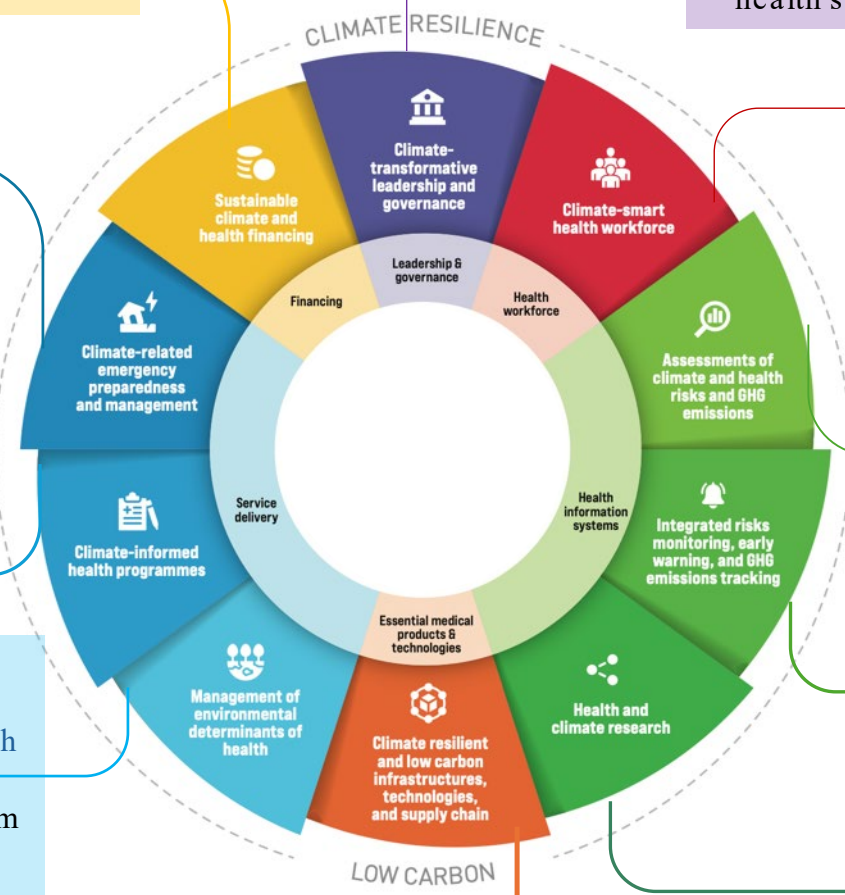 health s
CLIMATE RESILIENCE
Climate-
transformative
leadership and
governance
Climate-smart
health workforce
Sustainable
climate and
health financing
Leadership &
governance
Financing
Health
workforce
Climate-related
emergency
preparedness
and management
Assessments of
climate and health
risks and GHG
emissions
Service
delivery
Health
information
systems
Integrated risks
monitoring, early
warning, and GHG
emissions tracking
Climate-informed
health programmes
Essential medical
products &
technologies
Management of
environmental
determinants of
health
Health and
climate research
Climate resilient
and low carbon
infrastructures,
technologies,
and supply chain
h
m
LOW CARBON